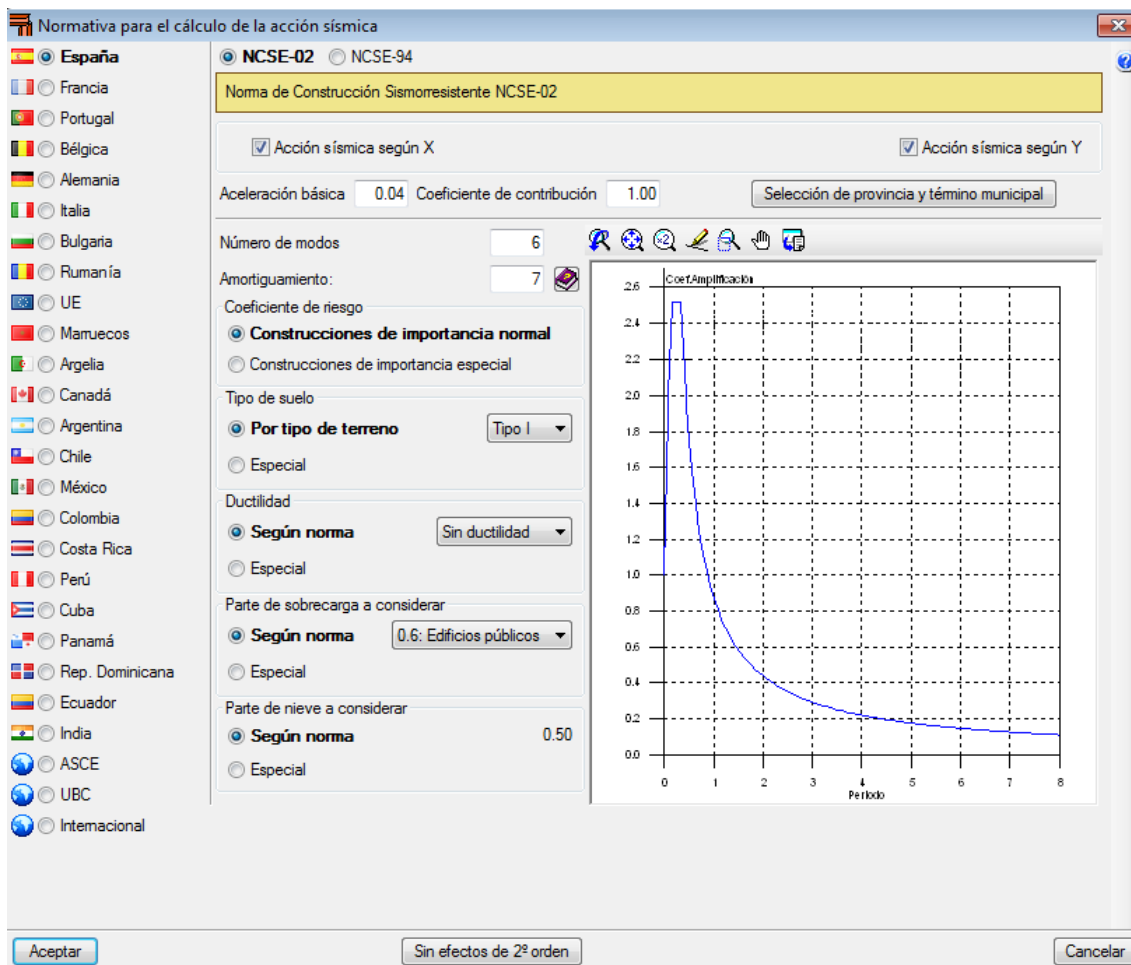 Normativa para el cálculo de la acción sísmica
España
Francia
Portugal
Bélgica
Alemania
Italia
Bulgaria
Rumanía
UE
Marruecos
Argelia
Canadá
Argentina
Chile
México
Colombia
Costa Rica
Perú
Cuba
Panamá
Rep. Dominicana
Ecuador
India
ASCE
UBC
Internacional
NCSE-02 NCSE-94
Norma de Construcción Sismorresistente NCSE-02
Acción sísmica según X Acción sísmica según Y
Aceleración básica 0.04 Coeficiente de contribución 1.00 Selección de provincia y término municipal
Número de modos 6
Amortiguamiento: 7
Coeficiente de riesgo
Construcciones de importancia normal
Construcciones de importancia especial
Tipo de suelo
Por tipo de terreno Tipo I
Especial
Ductilidad
Según norma Sin ductilidad
Especial
Parte de sobrecarga a considerar
Según norma 0.6: Edificios públicos
Especial
Parte de nieve a considerar
Según norma 0.50
Especial
x2
Coef.Amplificación
2.6
2.4
2.2
2.0
1.8
1.6
1.4
1.2
1.0
0.8
0.6
0.4
0.2
0.0
0 1 2 3 4 5 6 7 8
Periodo
Aceptar Sin efectos de 2º orden Cancelar